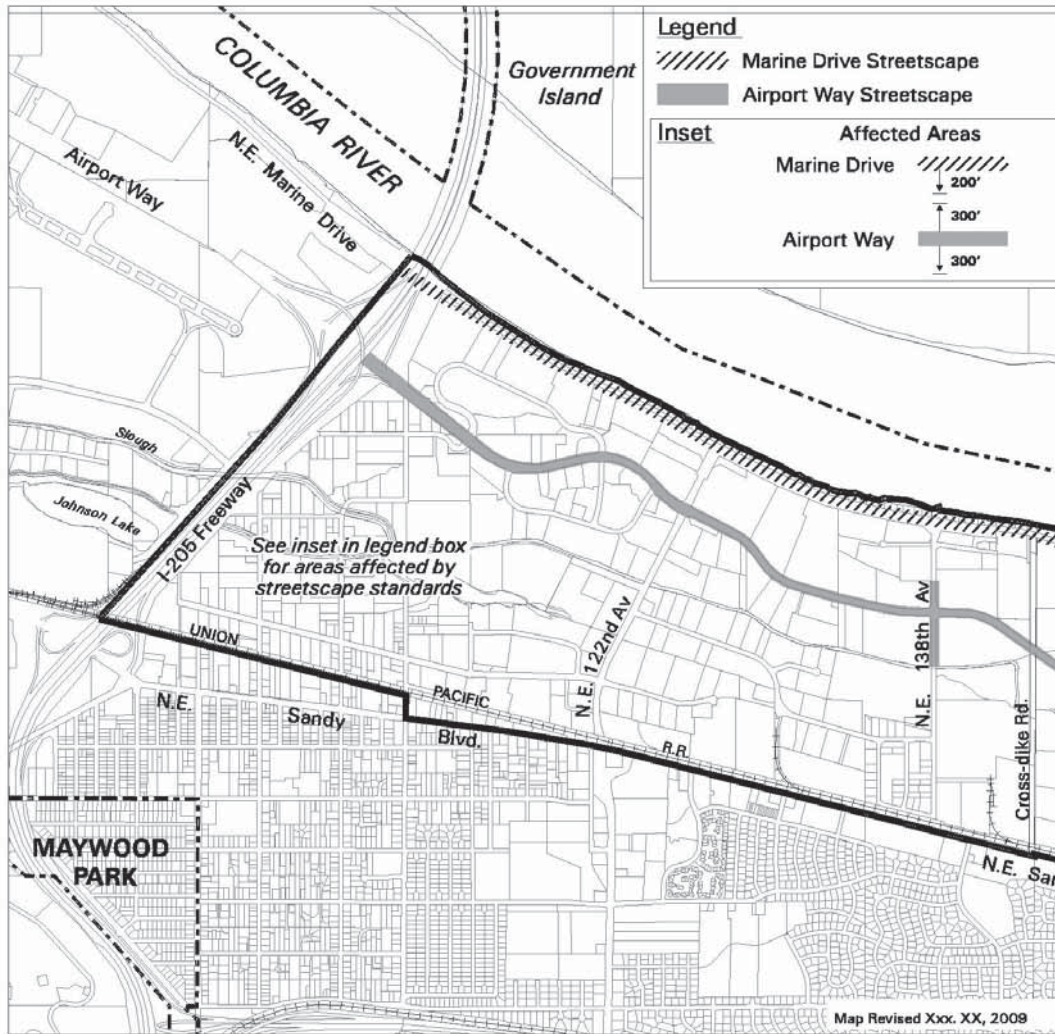 Legend
Marine Drive Streetscape
Airport Way Streetscape
Inset
Affected Areas
Marine Drive
200'
300'
Airport Way
300'
COLUMBIA RIVER
Government
Island
Airport Way
N.E. Marine Drive
Slough
Johnson Lake
I-205 Freeway
See inset in legend box
for areas affected by
streetscape standards
N.E. 122nd Av
N.E. 138th Av
Cross-dike Rd.
UNION PACIFIC R.R.
N.E. Sandy Blvd.
N.E. San
MAYWOOD
PARK
Map Revised Xxx. XX, 2009